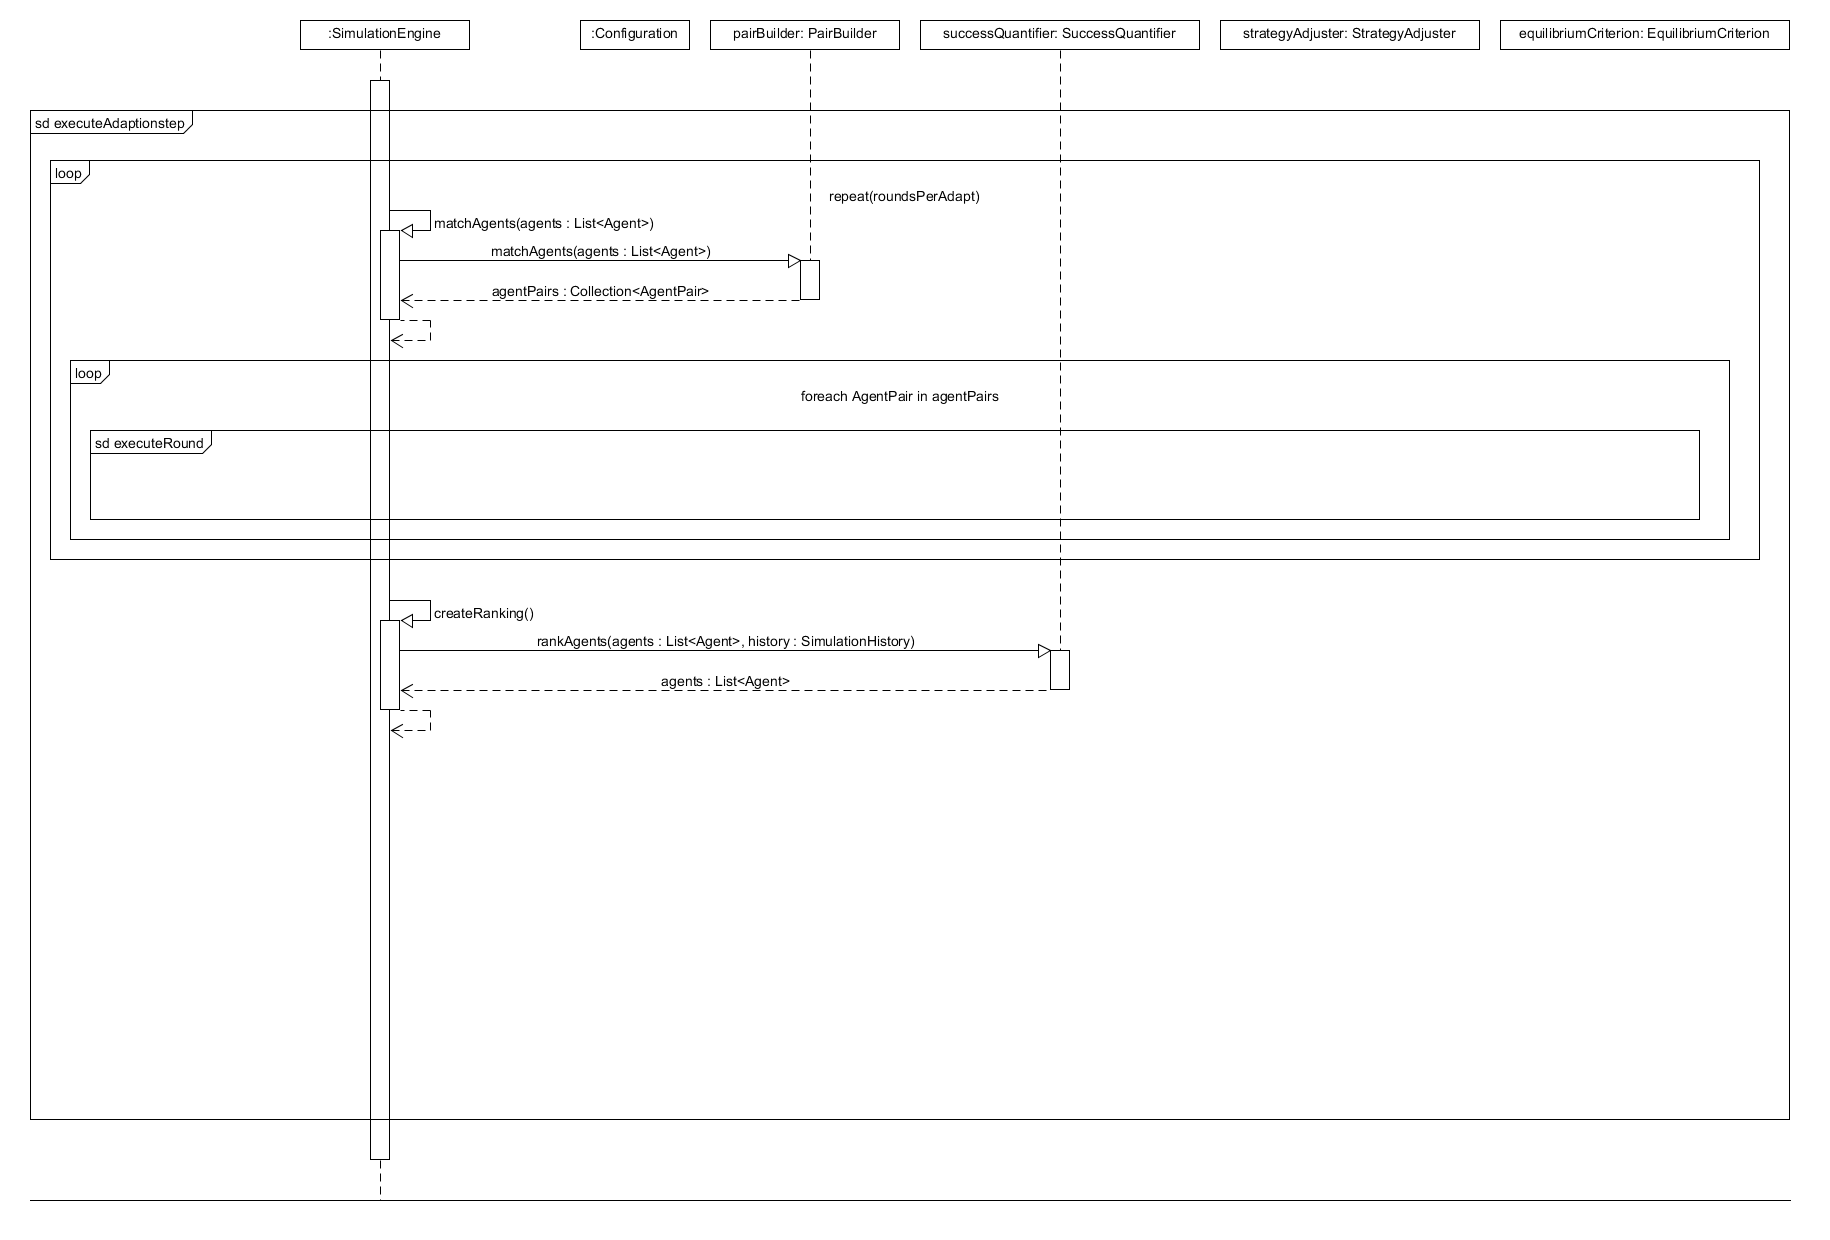 :SimulationEngine
:Configuration
pairBuilder: PairBuilder
successQuantifier: SuccessQuantifier
strategyAdjuster: StrategyAdjuster
equilibriumCriterion: EquilibriumCriterion
sd executeAdaptionstep
loop
repeat(roundsPerAdapt)
matchAgents(agents : List<Agent>)
matchAgents(agents : List<Agent>)
agentPairs : Collection<AgentPair>
loop
foreach AgentPair in agentPairs
sd executeRound
createRanking()
rankAgents(agents : List<Agent>, history : SimulationHistory)
agents : List<Agent>